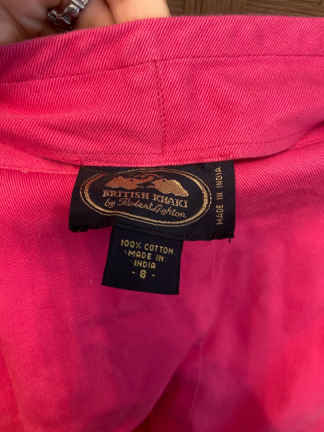 BRITISH KHAKI
by Robert Lighton
MADE IN INDIA
100% COTTON
MADE IN
INDIA
- 8 -